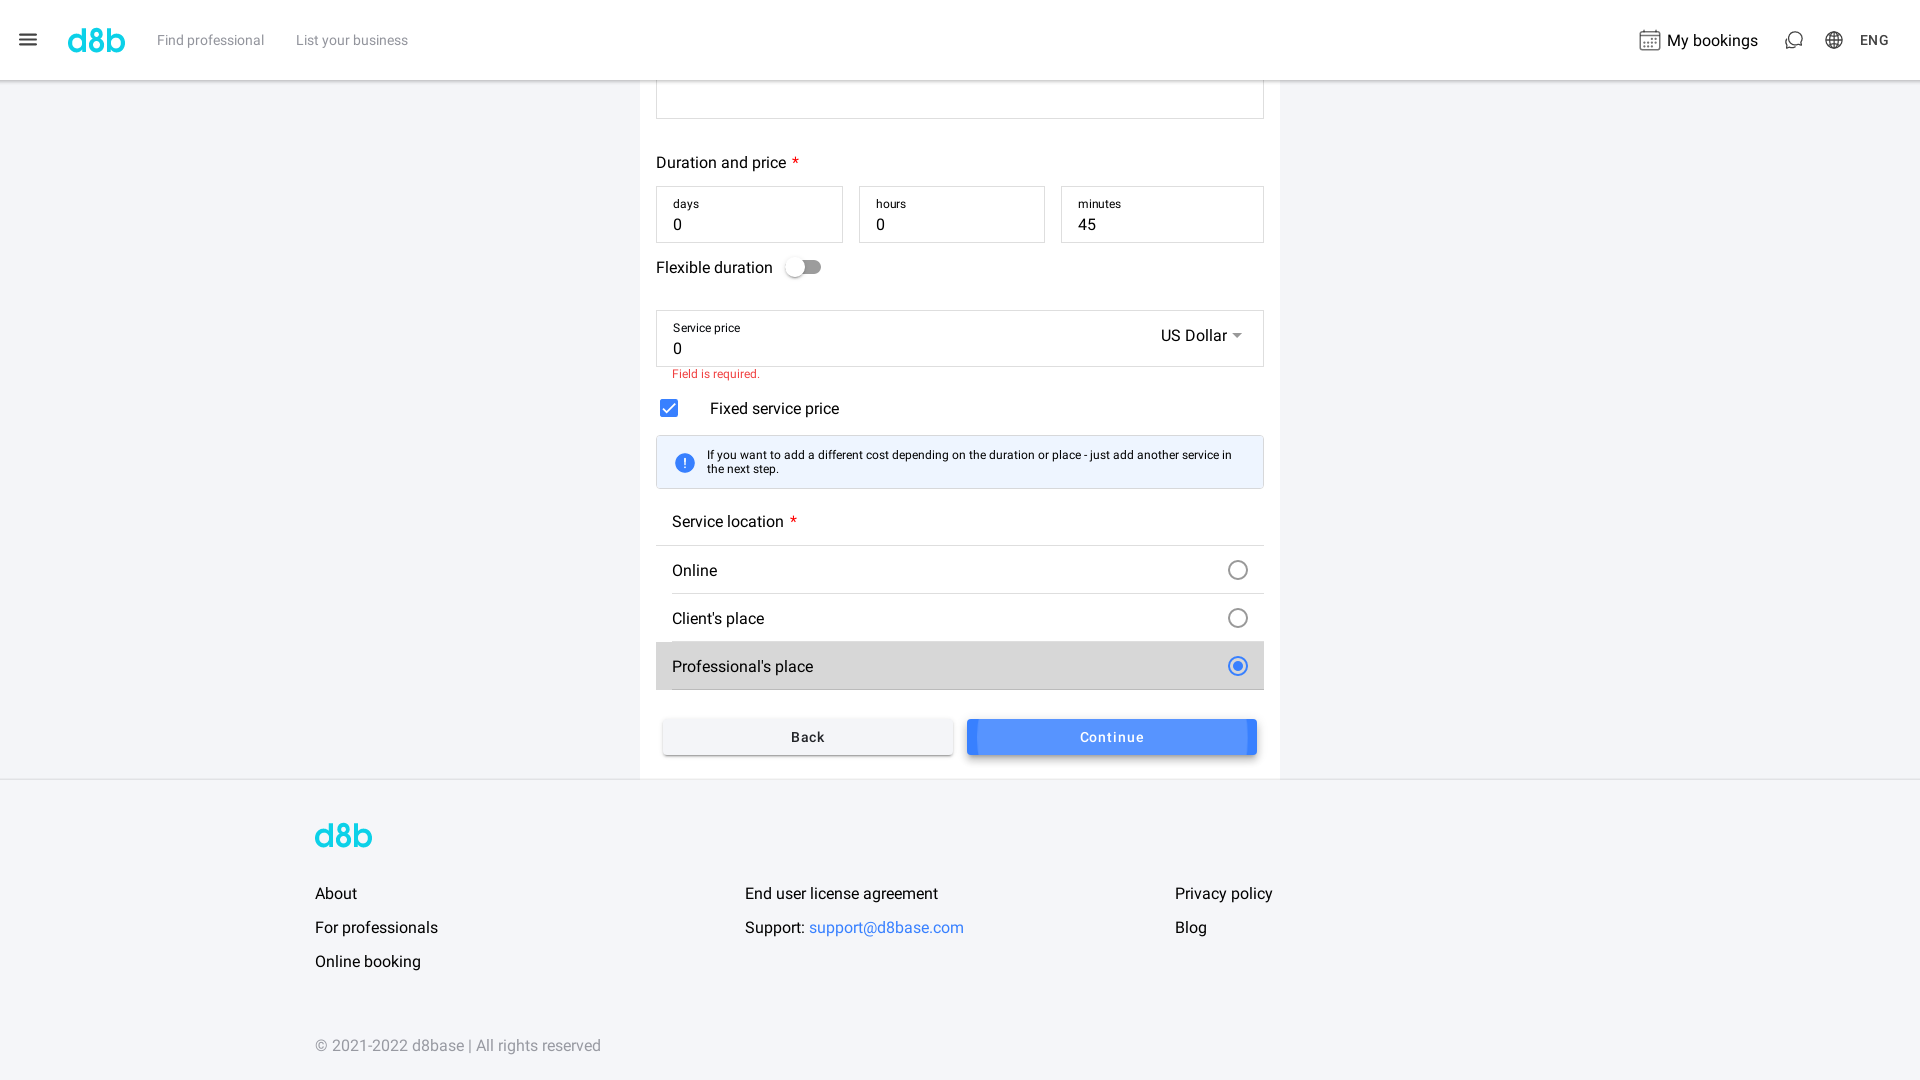 d8b
Find professional
List your business
My bookings
ENG
Duration and price *
days
0
hours
0
minutes
45
Flexible duration
Service price
0
US Dollar
Field is required.
Fixed service price
If you want to add a different cost depending on the duration or place - just add another service in
the next step.
Service location *
Online
Client's place
Professional's place
Back
Continue
d8b
About
End user license agreement
Privacy policy
For professionals
Support: support@d8base.com
Blog
Online booking
© 2021-2022 d8base | All rights reserved